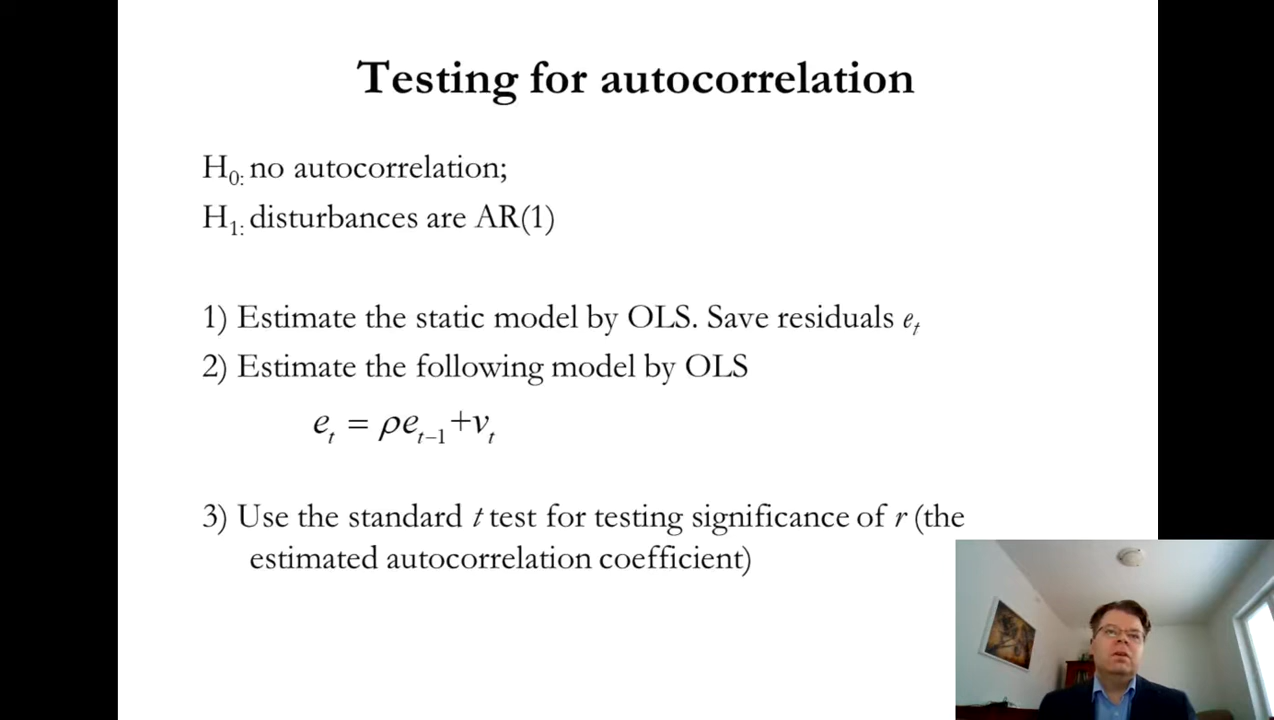 Testing for autocorrelation
H0: no autocorrelation;
H1: disturbances are AR(1)
1) Estimate the static model by OLS. Save residuals et
2) Estimate the following model by OLS
et = ρet−1+vt
3) Use the standard t test for testing significance of r (the
estimated autocorrelation coefficient)